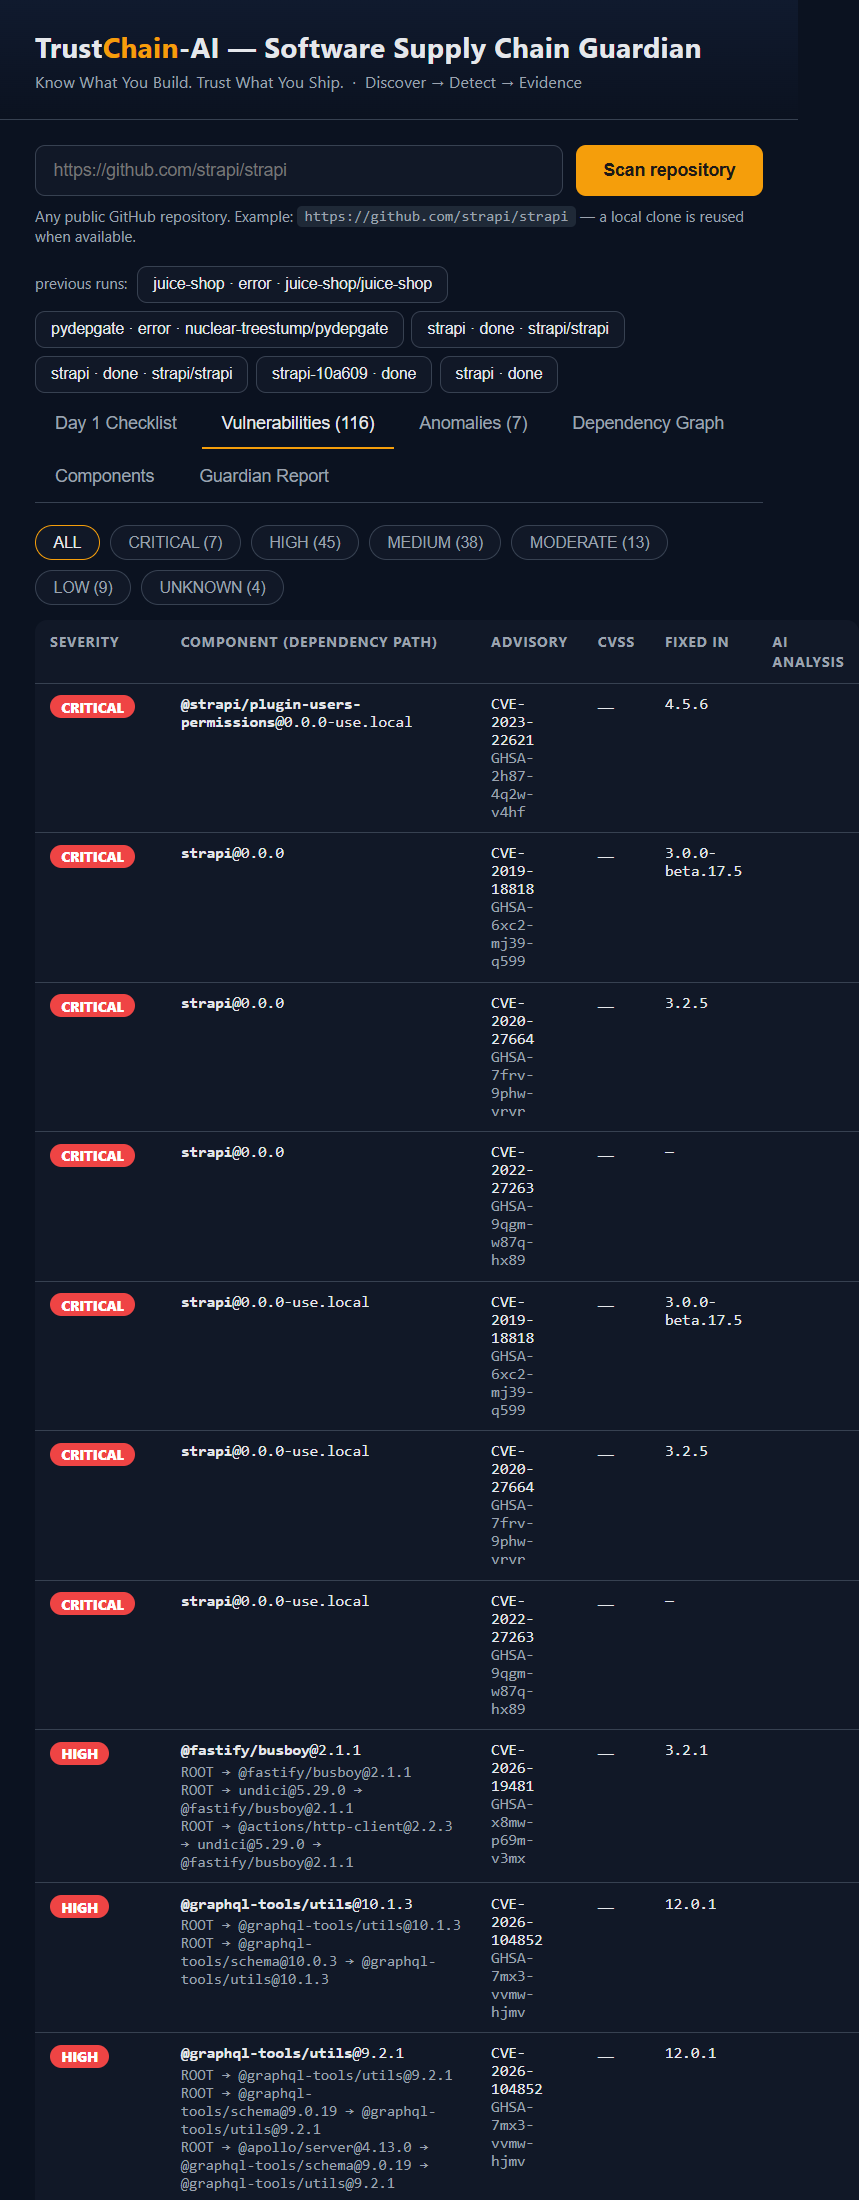 TrustChain-AI — Software Supply Chain Guardian
Know What You Build. Trust What You Ship. · Discover → Detect → Evidence
https://github.com/strapi/strapi
Scan repository
Any public GitHub repository. Example: https://github.com/strapi/strapi — a local clone is reused
when available.
previous runs: juice-shop · error · juice-shop/juice-shop
pydepgate · error · nuclear-treestump/pydepgate strapi · done · strapi/strapi
strapi · done · strapi/strapi strapi-10a609 · done strapi · done
Day 1 Checklist Vulnerabilities (116) Anomalies (7) Dependency Graph
Components Guardian Report
ALL CRITICAL (7) HIGH (45) MEDIUM (38) MODERATE (13)
LOW (9) UNKNOWN (4)
SEVERITY COMPONENT (DEPENDENCY PATH) ADVISORY CVSS FIXED IN AI
ANALYSIS
CRITICAL @strapi/plugin-users- CVE- — 4.5.6
permissions@0.0.0-use.local 2023-
22621
GHSA-
2h87-
4q2w-
v4hf
CRITICAL strapi@0.0.0 CVE- — 3.0.0-
2019- beta.17.5
18818
GHSA-
6xc2-
mj39-
q599
CRITICAL strapi@0.0.0 CVE- — 3.2.5
2020-
27664
GHSA-
7frv-
9phw-
vrvr
CRITICAL strapi@0.0.0 CVE- — —
2022-
27263
GHSA-
9qgm-
w87q-
hx89
CRITICAL strapi@0.0.0-use.local CVE- — 3.0.0-
2019- beta.17.5
18818
GHSA-
6xc2-
mj39-
q599
CRITICAL strapi@0.0.0-use.local CVE- — 3.2.5
2020-
27664
GHSA-
7frv-
9phw-
vrvr
CRITICAL strapi@0.0.0-use.local CVE- — —
2022-
27263
GHSA-
9qgm-
w87q-
hx89
HIGH @fastify/busboy@2.1.1 CVE- — 3.2.1
ROOT → @fastify/busboy@2.1.1 2026-
ROOT → undici@5.29.0 → 19481
@fastify/busboy@2.1.1 GHSA-
ROOT → @actions/http-client@2.2.3 x8mw-
→ undici@5.29.0 → p69m-
@fastify/busboy@2.1.1 v3mx
HIGH @graphql-tools/utils@10.1.3 CVE- — 12.0.1
ROOT → @graphql-tools/utils@10.1.3 2026-
ROOT → @graphql- 104852
tools/schema@10.0.3 → @graphql- GHSA-
tools/utils@10.1.3 7mx3-
vvmw-
hjmv
HIGH @graphql-tools/utils@9.2.1 CVE- — 12.0.1
ROOT → @graphql-tools/utils@9.2.1 2026-
ROOT → @graphql- 104852
tools/schema@9.0.19 → @graphql- GHSA-
tools/utils@9.2.1 7mx3-
ROOT → @apollo/server@4.13.0 → vvmw-
@graphql-tools/schema@9.0.19 → hjmv
@graphql-tools/utils@9.2.1